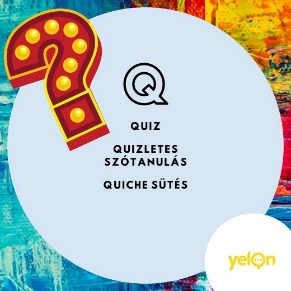 Q
QUIZ
QUIZLETES
SZÓTANULÁS
QUICHE SÜTÉS
yelon